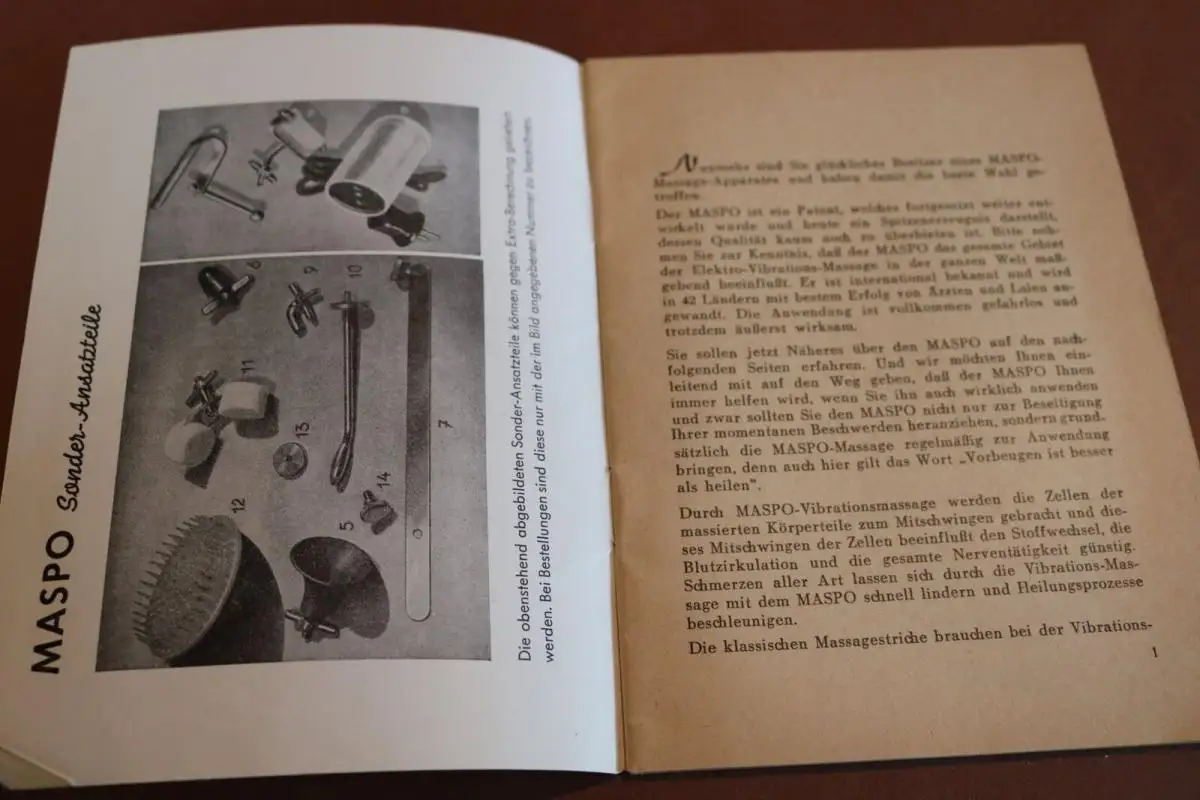 MASPO Sonder-Ansatzteile
6
9
10
11
13
7
12
5
14
Die obenstehend abgebildeten Sonder-Ansatzteile können gegen Extra-Berechnung geliefert
werden. Bei Bestellungen sind diese nur mit der im Bild angegebenen Nummer zu bezeichnen.
Nunmehr sind Sie glücklicher Besitzer eines MASPO-
Massage-Apparates und haben damit die beste Wahl ge-
troffen.
Der MASPO ist ein Patent, welches fortgesetzt weiter ent-
wickelt wurde und heute ein Spitzenerzeugnis darstellt,
dessen Qualität kaum noch zu überbieten ist. Bitte neh-
men Sie zur Kenntnis, daß der MASPO das gesamte Gebiet
der Elektro-Vibrations-Massage in der ganzen Welt maß-
gebend beeinflußt. Er ist international bekannt und wird
in 42 Ländern mit bestem Erfolg von Ärzten und Laien an-
gewandt. Die Anwendung ist vollkommen gefahrlos und
trotzdem äußerst wirksam.
Sie sollen jetzt Näheres über den MASPO auf den nach-
folgenden Seiten erfahren. Und wir möchten Ihnen ein-
leitend mit auf den Weg geben, daß der MASPO Ihnen
immer helfen wird, wenn Sie ihn auch wirklich anwenden
und zwar sollten Sie den MASPO nicht nur zur Beseitigung
Ihrer momentanen Beschwerden heranziehen, sondern grund-
sätzlich die MASPO-Massage regelmäßig zur Anwendung
bringen, denn auch hier gilt das Wort „Vorbeugen ist besser
als heilen".
Durch MASPO-Vibrationsmassage werden die Zellen der
massierten Körperteile zum Mitschwingen gebracht und die-
ses Mitschwingen der Zellen beeinflußt den Stoffwechsel, die
Blutzirkulation und die gesamte Nerventätigkeit günstig.
Schmerzen aller Art lassen sich durch die Vibrations-Mas-
sage mit dem MASPO schnell lindern und Heilungsprozesse
beschleunigen.
Die klassischen Massagestriche brauchen bei der Vibrations-
1